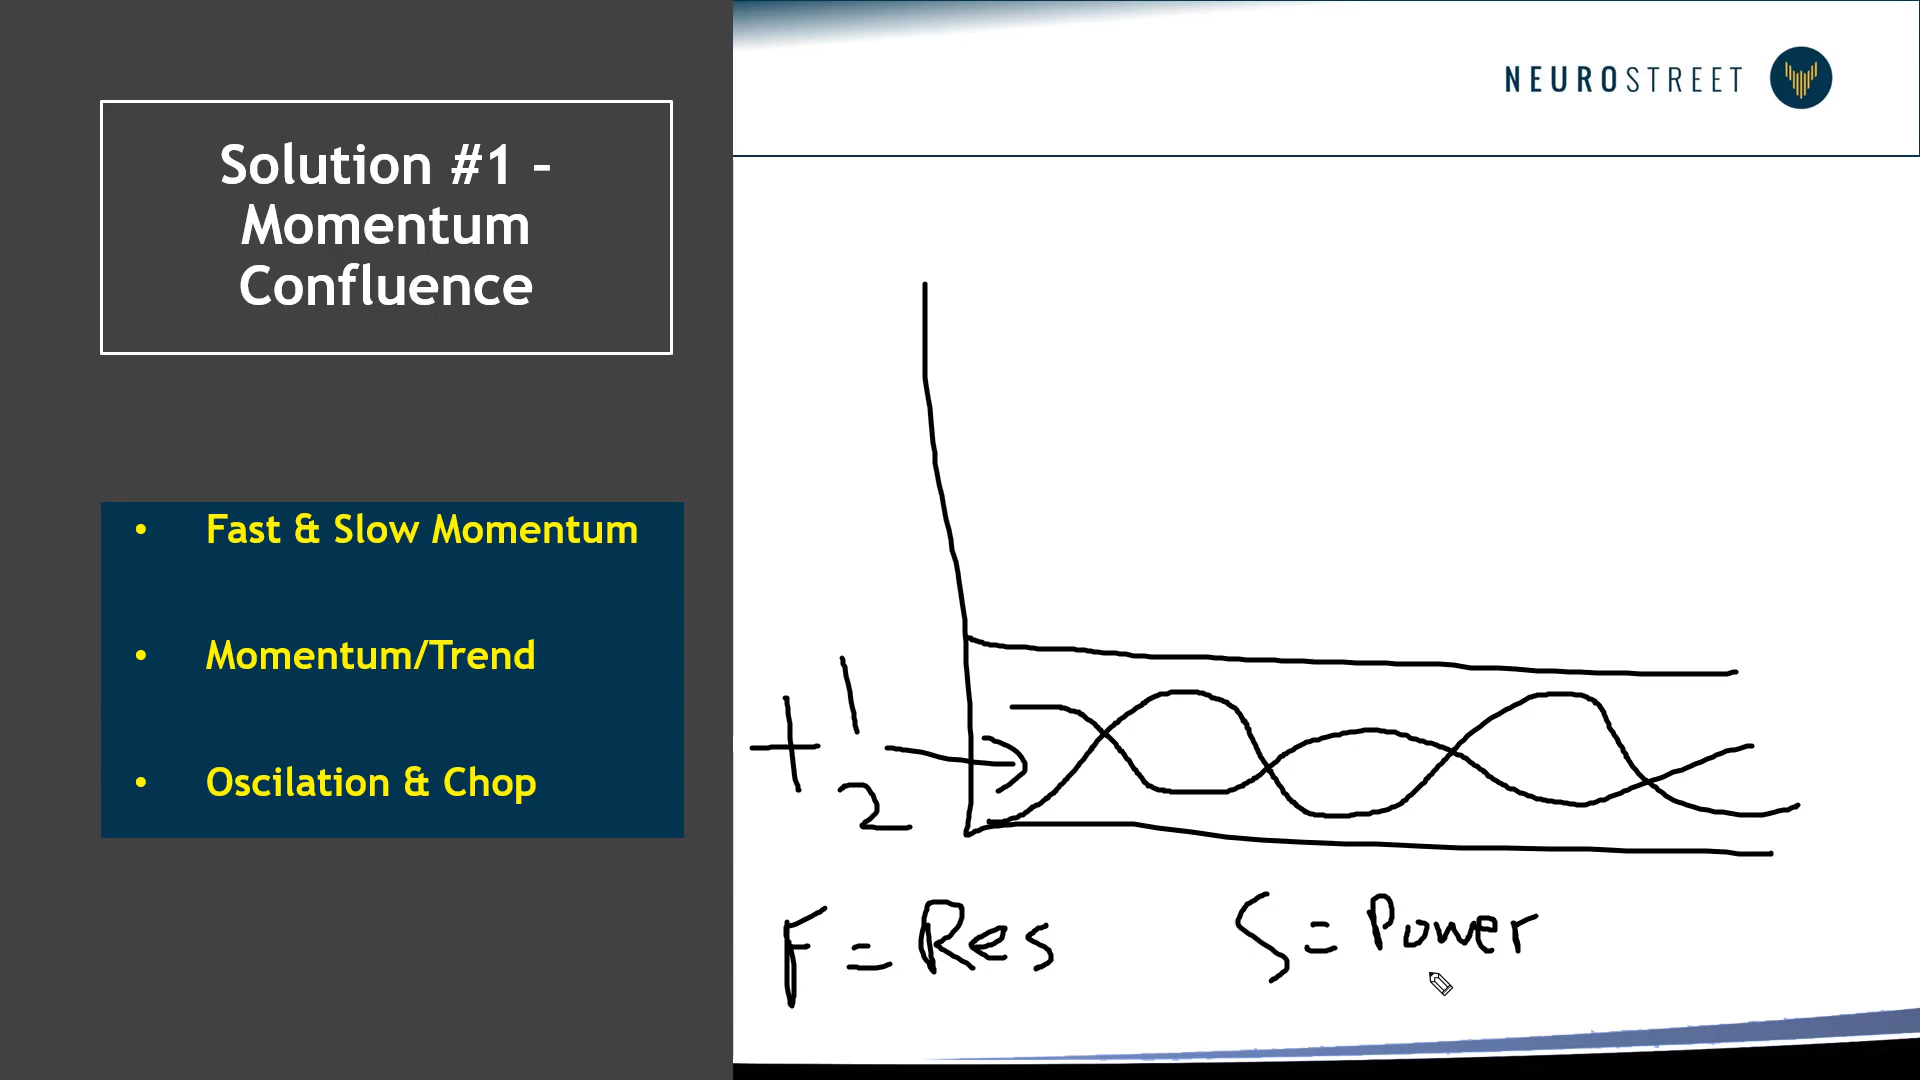 Solution #1 –
Momentum
Confluence
• Fast & Slow Momentum
• Momentum/Trend
• Oscilation & Chop
NEUROSTREET
+ 1
2
F = Res
S = Power